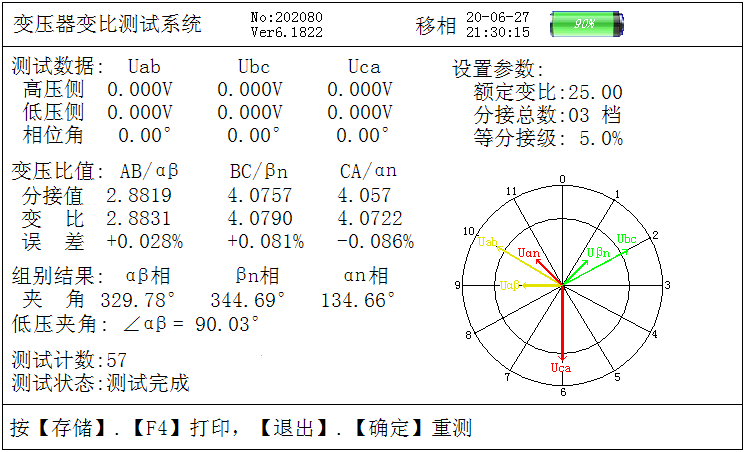 变压器变比测试系统 No:202080 移相 20-06-27 90%
Ver6.1822 21:30:15
测试数据: Uab Ubc Uca
高压侧 0.000V 0.000V 0.000V
低压侧 0.000V 0.000V 0.000V
相位角 0.00° 0.00° 0.00°
设置参数:
额定变比:25.00
分接总数:03 档
等分接级: 5.0%
变压比值: AB/αβ BC/βn CA/αn
分接值 2.8819 4.0757 4.057
变 比 2.8831 4.0790 4.0722
误 差 +0.028% +0.081% -0.086%
组别结果: αβ相 βn相 αn相
夹 角 329.78° 344.69° 134.66°
低压夹角: ∠αβ= 90.03°
测试计数:57
测试状态:测试完成
0
11 1
10 2
Uab Uαn Uβn Ubc
9 Uαβ 3
8 4
Uca
7 5
6
按【存储】.【F4】打印，【退出】.【确定】重测